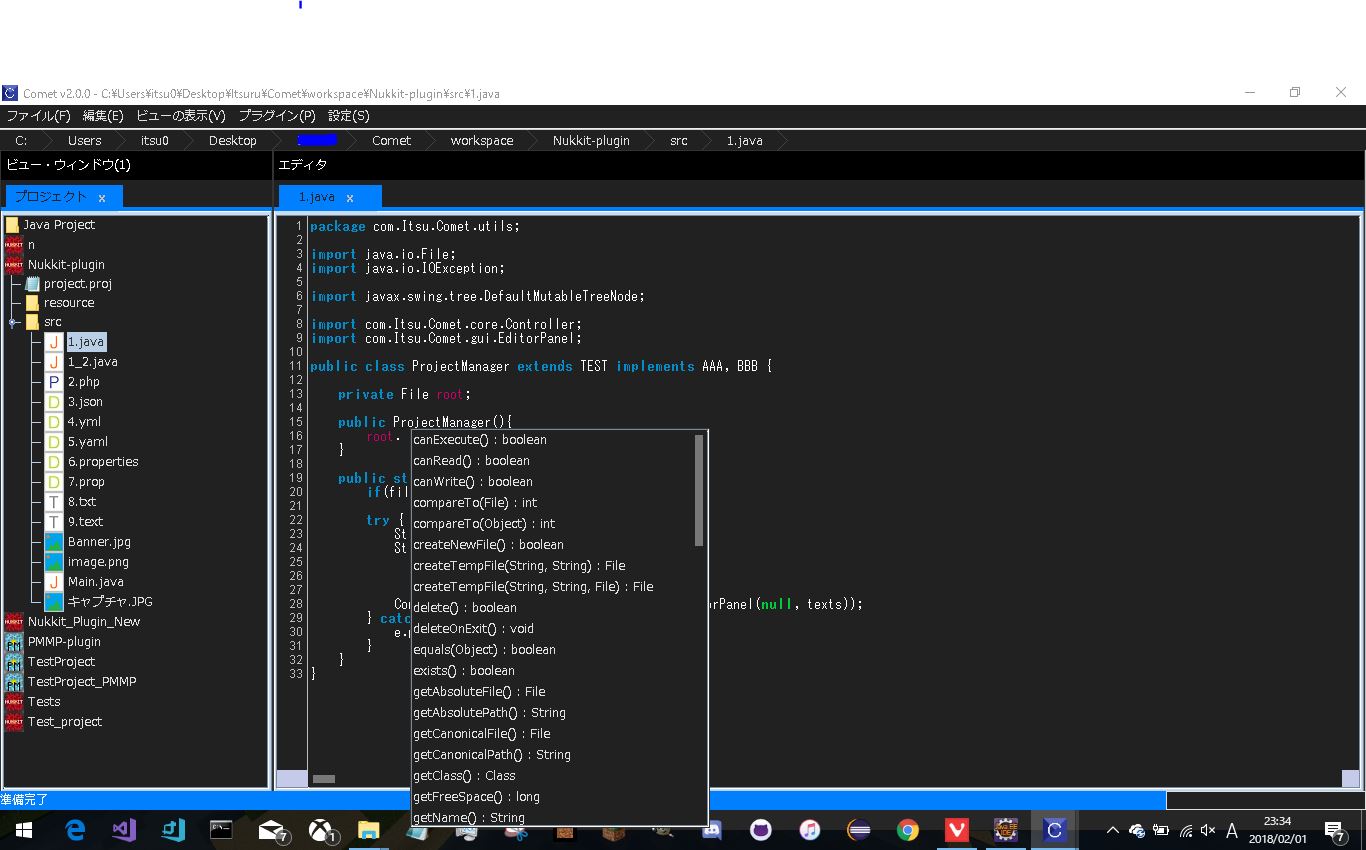 Comet v2.0.0 - C:¥Users¥itsu0¥Desktop¥Itsuru¥Comet¥workspace¥Nukkit-plugin¥src¥1.java
ファイル(F) 編集(E) ビューの表示(V) プラグイン(P) 設定(S)
C: Users itsu0 Desktop Comet workspace Nukkit-plugin src 1.java
ビュー・ウィンドウ(1)
プロジェクト x
Java Project
n
Nukkit-plugin
project.proj
resource
src
1.java
1_2.java
2.php
3.json
4.yml
5.yaml
6.properties
7.prop
8.txt
9.text
Banner.jpg
image.png
Main.java
キャプチャ.JPG
Nukkit_Plugin_New
PMMP-plugin
TestProject
TestProject_PMMP
Tests
Test_project
エディタ
1.java x
1 package com.Itsu.Comet.utils;
2
3 import java.io.File;
4 import java.io.IOException;
5
6 import javax.swing.tree.DefaultMutableTreeNode;
7
8 import com.Itsu.Comet.core.Controller;
9 import com.Itsu.Comet.gui.EditorPanel;
10
11 public class ProjectManager extends TEST implements AAA, BBB {
12
13 private File root;
14
15 public ProjectManager(){
16 root.
17 }
18
19 public st
20 if(fil
21
22 try {
23 St
24 St
25
26
27
28 Co rPanel(null, texts));
29 } catc
30 e.p
31 }
32 }
33 }
canExecute() : boolean
canRead() : boolean
canWrite() : boolean
compareTo(File) : int
compareTo(Object) : int
createNewFile() : boolean
createTempFile(String, String) : File
createTempFile(String, String, File) : File
delete() : boolean
deleteOnExit() : void
equals(Object) : boolean
exists() : boolean
getAbsoluteFile() : File
getAbsolutePath() : String
getCanonicalFile() : File
getCanonicalPath() : String
getClass() : Class
getFreeSpace() : long
getName() : String
準備完了
7 1 A 23:34 7
2018/02/01